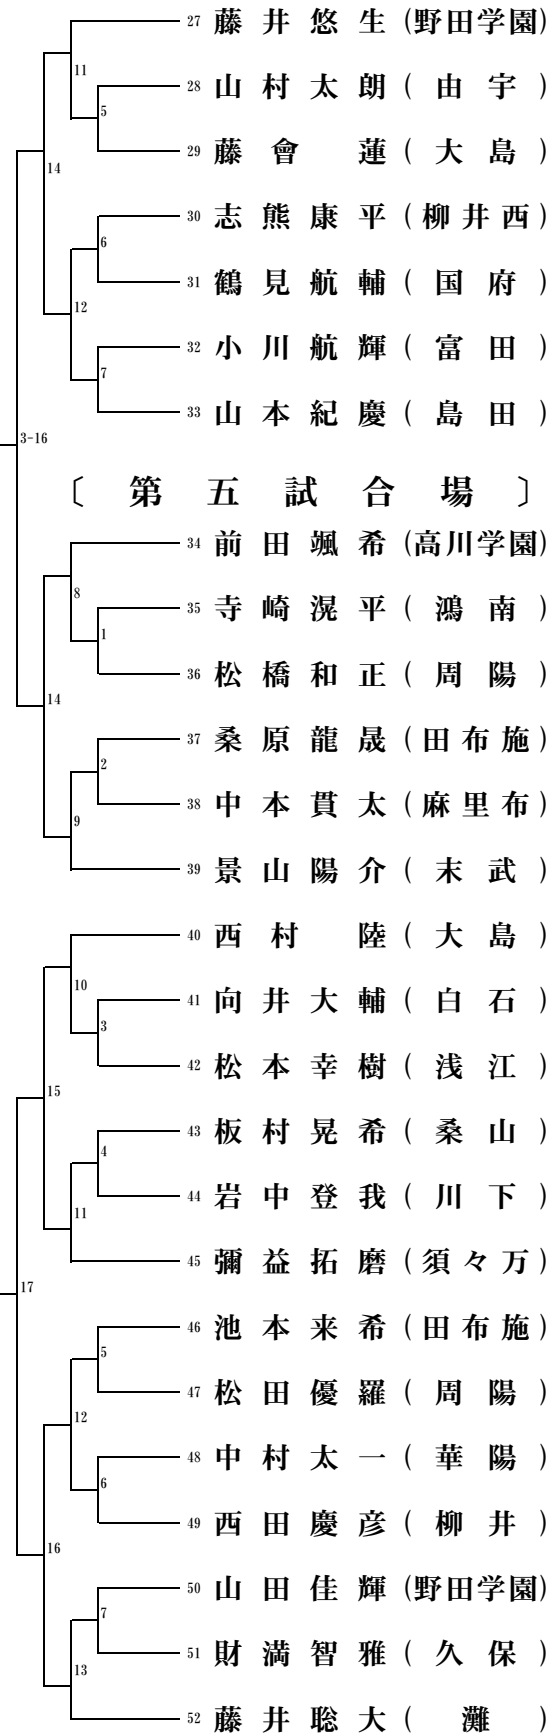 27 藤井悠生(野田学園)
11
28 山村太朗(由宇)
5
29 藤會 蓮(大島)
14
30 志熊康平(柳井西)
6
31 鶴見航輔(国府)
12
32 小川航輝(富田)
7
33 山本紀慶(島田)
3-16
〔第五試合場〕
34 前田颯希(高川学園)
8
35 寺崎滉平(鴻南)
1
36 松橋和正(周陽)
14
37 桑原龍晟(田布施)
2
38 中本貫太(麻里布)
9
39 景山陽介(末武)
40 西村 陸(大島)
10
41 向井大輔(白石)
3
42 松本幸樹(浅江)
15
43 板村晃希(桑山)
4
44 岩中登我(川下)
11
45 彌益拓磨(須々万)
17
46 池本来希(田布施)
5
47 松田優羅(周陽)
12
48 中村太一(華陽)
6
49 西田慶彦(柳井)
16
50 山田佳輝(野田学園)
7
51 財満智雅(久保)
13
52 藤井聡大(灘)